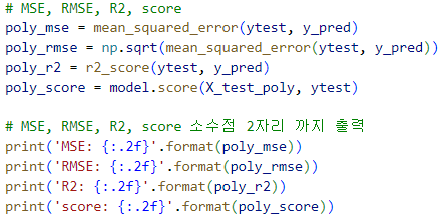 # MSE, RMSE, R2, score
poly_mse = mean_squared_error(ytest, y_pred)
poly_rmse = np.sqrt(mean_squared_error(ytest, y_pred))
poly_r2 = r2_score(ytest, y_pred)
poly_score = model.score(X_test_poly, ytest)

# MSE, RMSE, R2, score 소수점 2자리 까지 출력
print('MSE: {:.2f}'.format(poly_mse))
print('RMSE: {:.2f}'.format(poly_rmse))
print('R2: {:.2f}'.format(poly_r2))
print('score: {:.2f}'.format(poly_score))